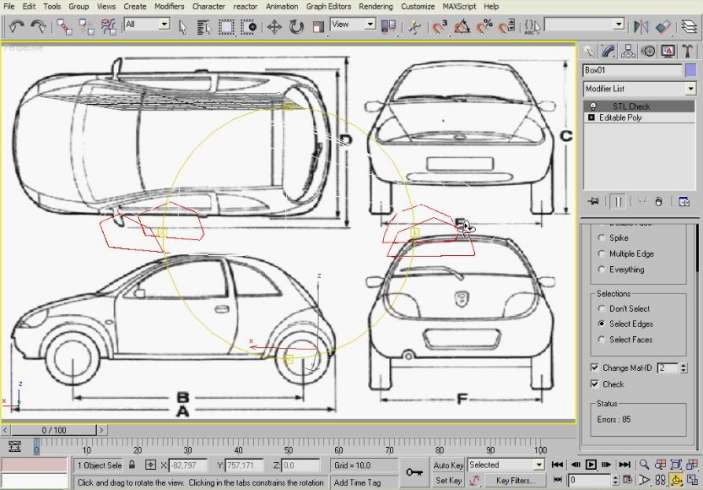 File Edit Tools Group Views Create Modifiers Character reactor Animation Graph Editors Rendering Customize MAXScript Help
All
View
Perspective
Box01
Modifier List
STL Check
Editable Poly
D
C
E
B
A
F
Spike
Multiple Edge
Everything
Selections
Don't Select
Select Edges
Select Faces
Change Mat-ID 2
Check
Status
Errors : 85
x
z
x
z
0 / 100
0 10 20 30 40 50 60 70 80 90 100
1 Object Sele X: -82,797 Y: 757,171 Z: 0,0 Grid = 10,0 Auto Key Selected
Click and drag to rotate the view. Clicking in the tabs constrains the rotation Add Time Tag Set Key Key Filters... 0